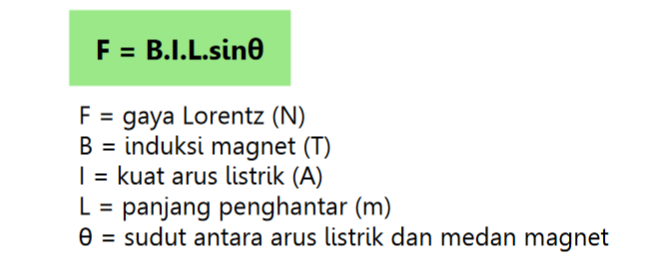 F = B.I.L.sinθ
F = gaya Lorentz (N)
B = induksi magnet (T)
I = kuat arus listrik (A)
L = panjang penghantar (m)
θ = sudut antara arus listrik dan medan magnet